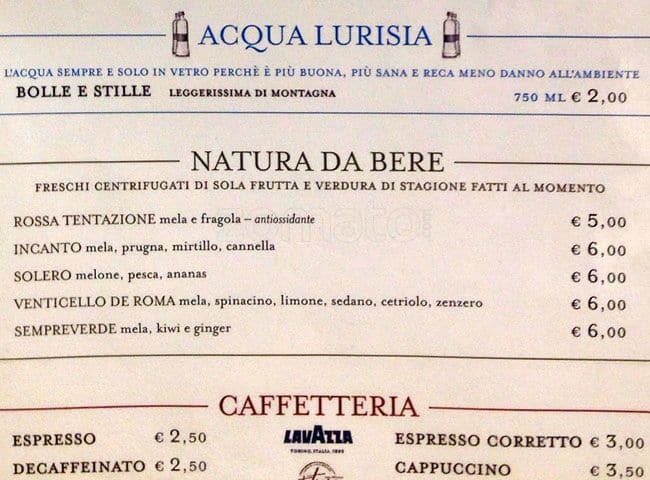 ACQUA LURISIA
L'ACQUA SEMPRE E SOLO IN VETRO PERCHÈ È PIÙ BUONA, PIÙ SANA E RECA MENO DANNO ALL'AMBIENTE
BOLLE E STILLE LEGGERISSIMA DI MONTAGNA 750 ML € 2,00
NATURA DA BERE
FRESCHI CENTRIFUGATI DI SOLA FRUTTA E VERDURA DI STAGIONE FATTI AL MOMENTO
ROSSA TENTAZIONE mela e fragola – antiossidante € 5,00
INCANTO mela, prugna, mirtillo, cannella € 6,00
SOLERO melone, pesca, ananas € 6,00
VENTICELLO DE ROMA mela, spinacino, limone, sedano, cetriolo, zenzero € 6,00
SEMPREVERDE mela, kiwi e ginger € 6,00
CAFFETTERIA
ESPRESSO € 2,50 LAVAZZA ESPRESSO CORRETTO € 3,00
TORINO, ITALIA, 1895
DECAFFEINATO € 2,50 CAPPUCCINO € 3,50